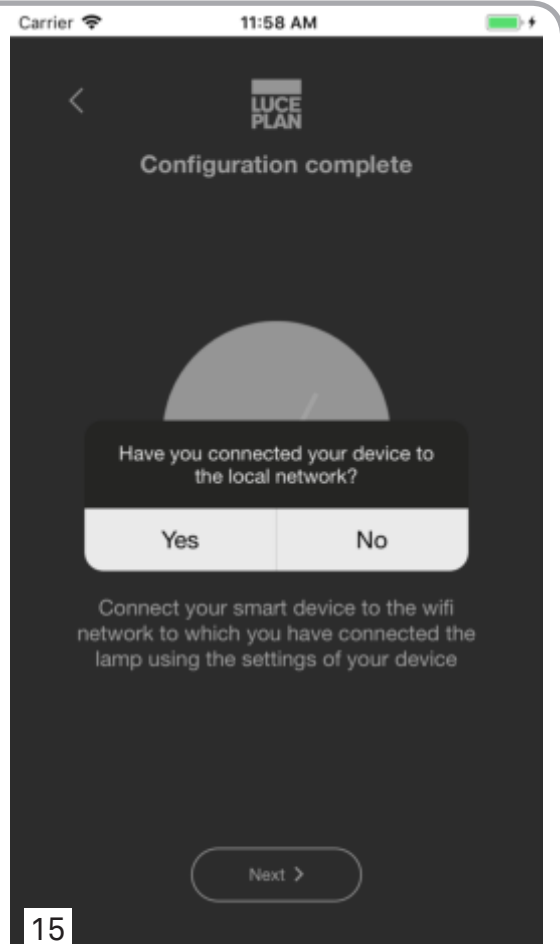 Carrier 11:58 AM
LUCE
PLAN
Configuration complete
Have you connected your device to
the local network?
Yes No
Connect your smart device to the wifi
network to which you have connected the
lamp using the settings of your device
Next >
15